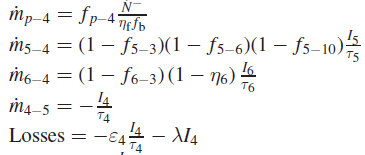 ṁp−4 = fp−4 Ṅ⁻ / ηf fb
ṁ5−4 = (1 − f5−3)(1 − f5−6)(1 − f5−10) I5 / τ5
ṁ6−4 = (1 − f6−3)(1 − η6) I6 / τ6
ṁ4−5 = − I4 / τ4
Losses = −ε4 I4 / τ4 − λI4